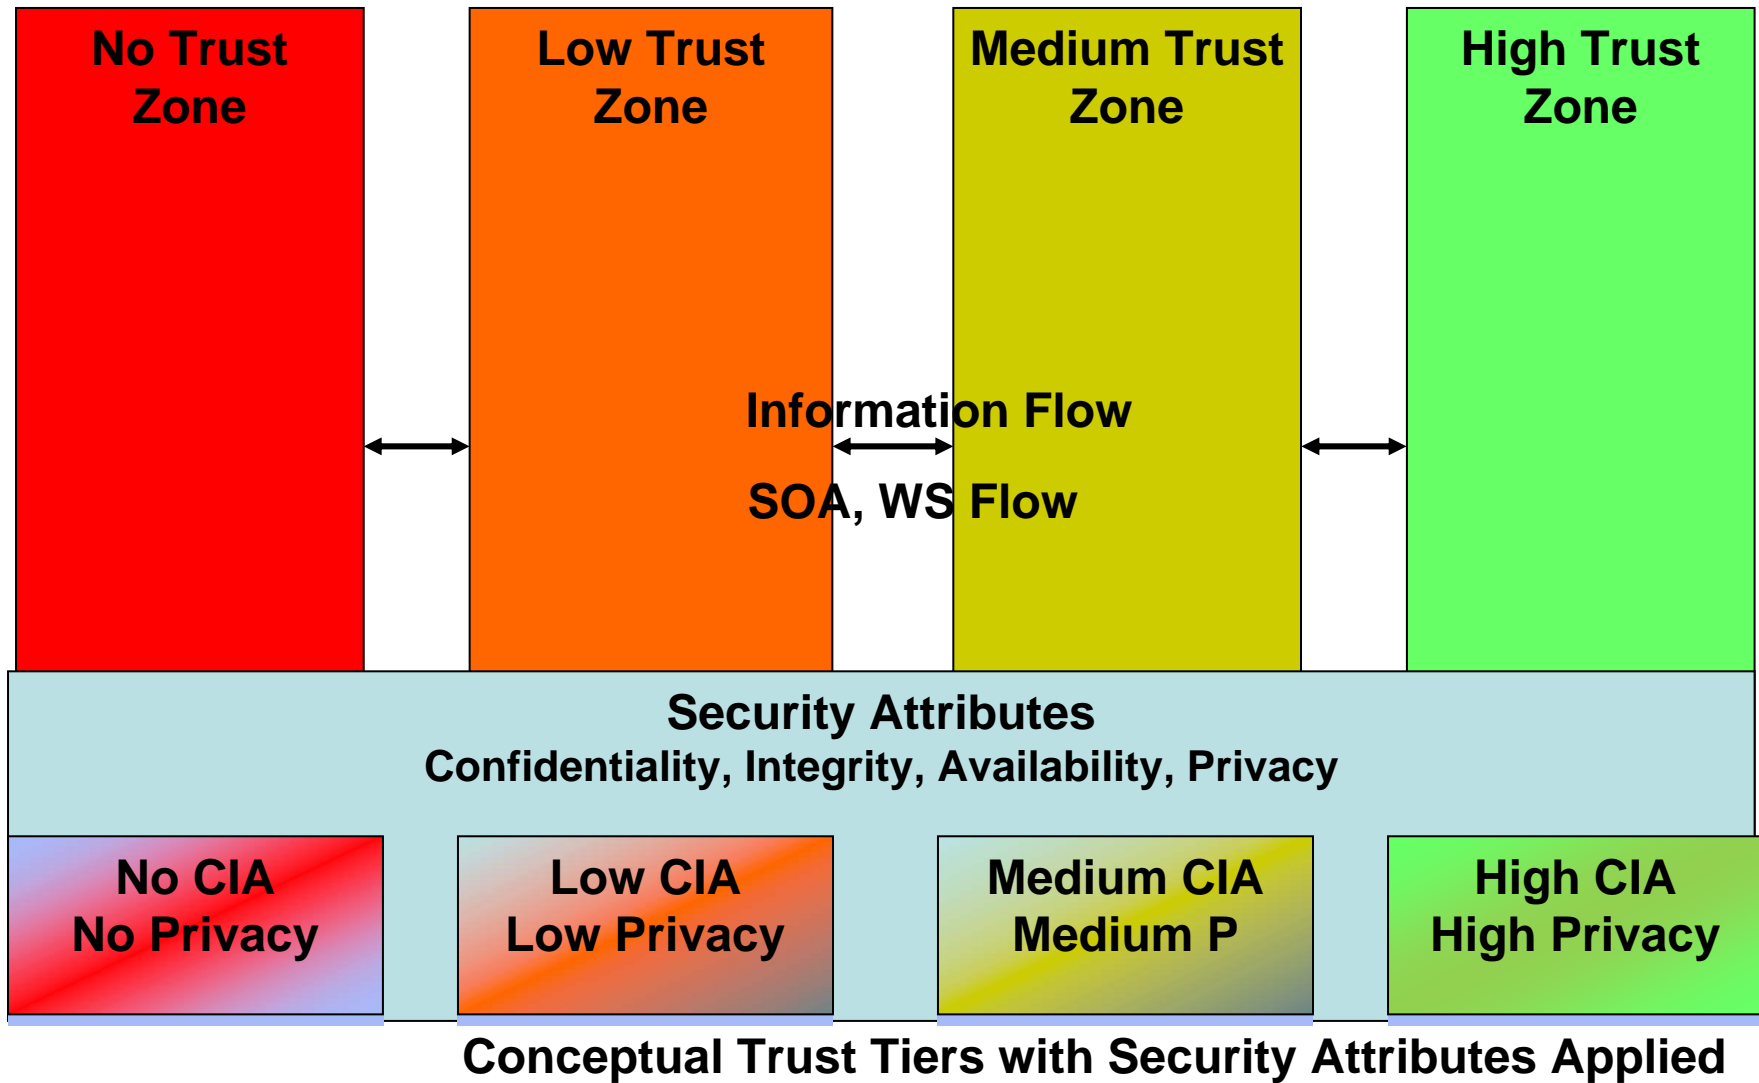 No Trust
Zone
Low Trust
Zone
Medium Trust
Zone
High Trust
Zone
Information Flow
SOA, WS Flow
Security Attributes
Confidentiality, Integrity, Availability, Privacy
No CIA
No Privacy
Low CIA
Low Privacy
Medium CIA
Medium P
High CIA
High Privacy
Conceptual Trust Tiers with Security Attributes Applied